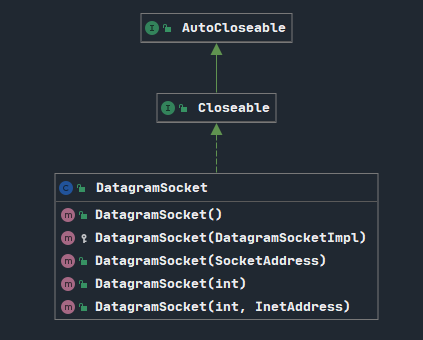 AutoCloseable
Closeable
DatagramSocket
DatagramSocket()
DatagramSocket(DatagramSocketImpl)
DatagramSocket(SocketAddress)
DatagramSocket(int)
DatagramSocket(int, InetAddress)